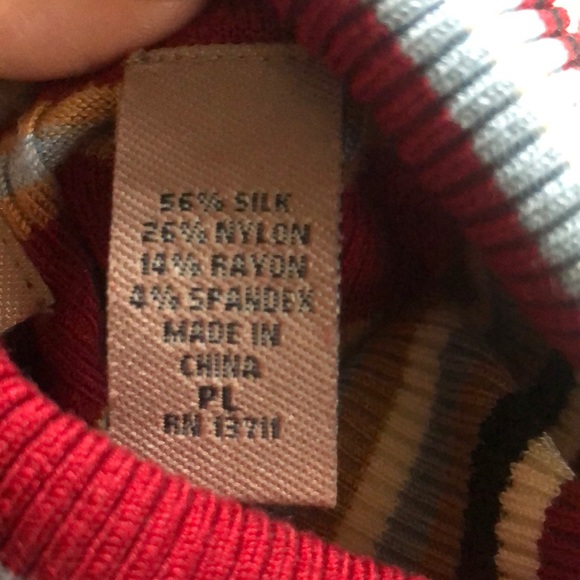 56% SILK
26% NYLON
14% RAYON
4% SPANDEX
MADE IN
CHINA
PL
RN 13711